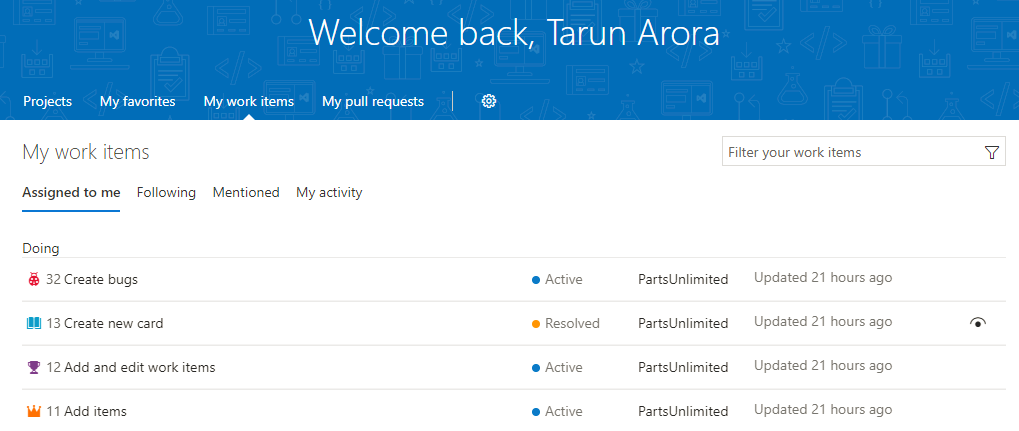 Welcome back, Tarun Arora
Projects My favorites My work items My pull requests
My work items
Filter your work items
Assigned to me Following Mentioned My activity
Doing
32 Create bugs Active PartsUnlimited Updated 21 hours ago
13 Create new card Resolved PartsUnlimited Updated 21 hours ago
12 Add and edit work items Active PartsUnlimited Updated 21 hours ago
11 Add items Active PartsUnlimited Updated 21 hours ago